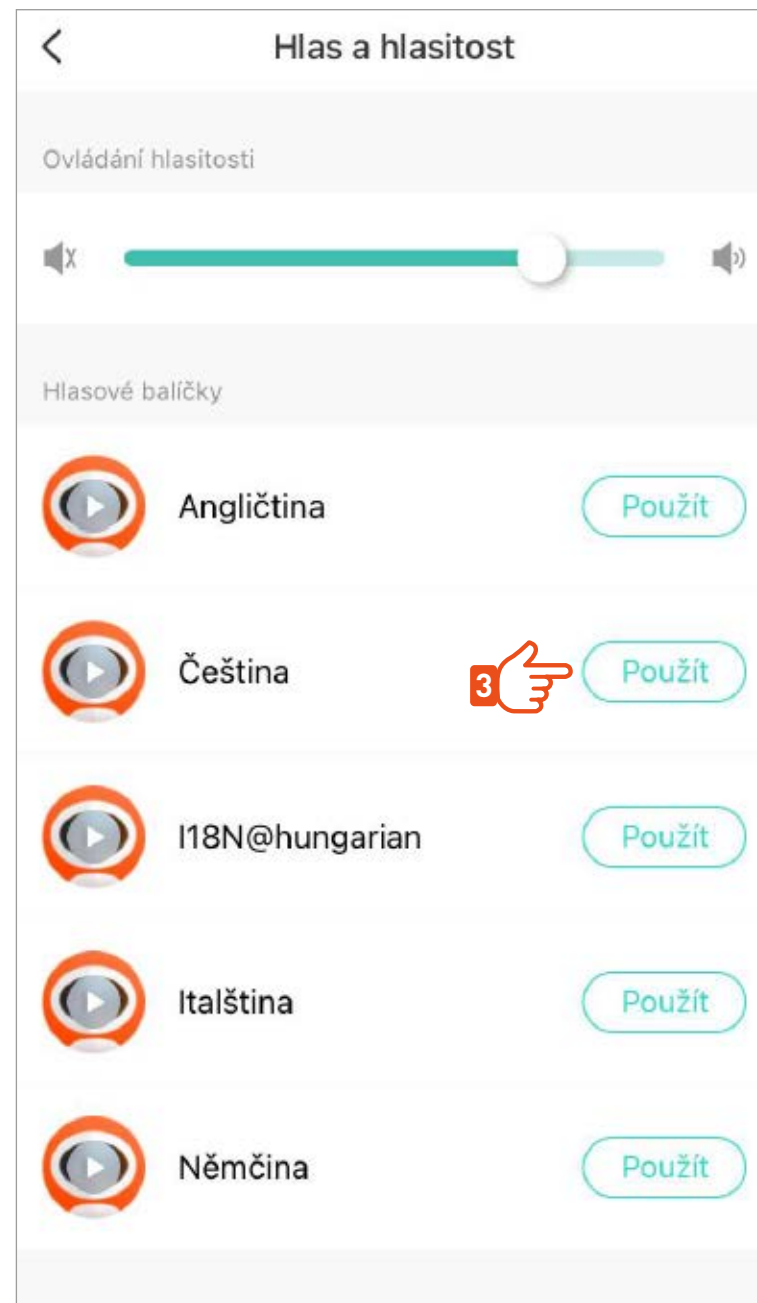 Hlas a hlasitost
Ovládání hlasitosti
Hlasové balíčky
Angličtina Použít
Čeština 3 Použít
I18N@hungarian Použít
Italština Použít
Němčina Použít